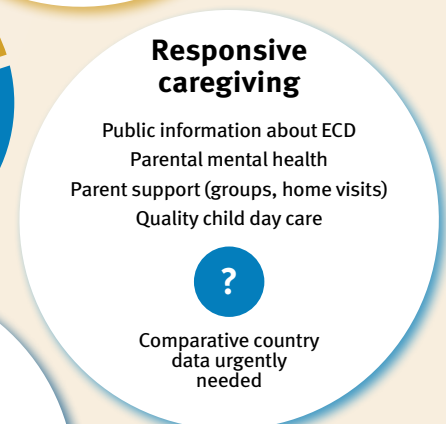 Responsive
caregiving
Public information about ECD
Parental mental health
Parent support (groups, home visits)
Quality child day care
?
Comparative country
data urgently
needed